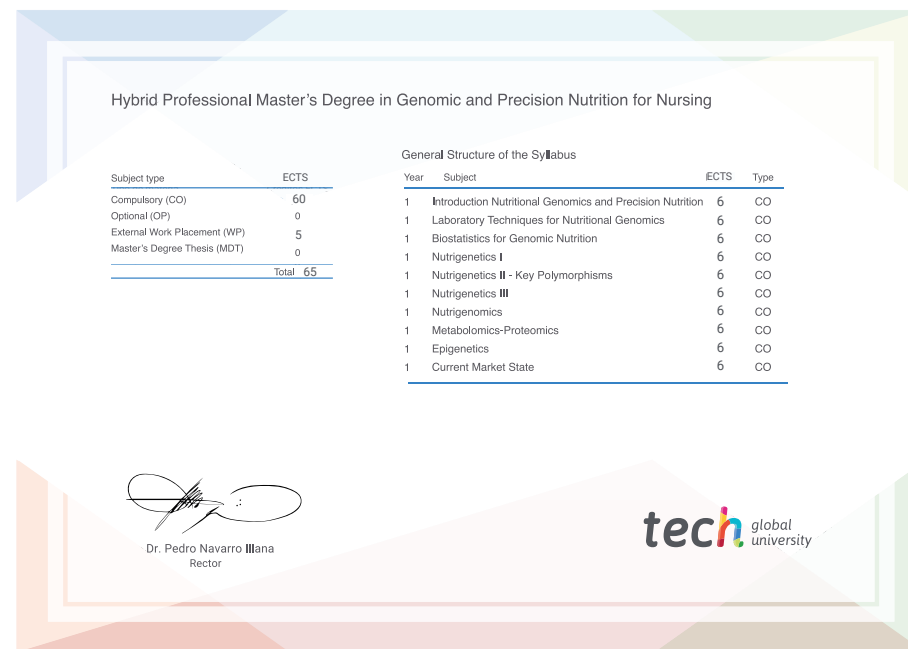 Hybrid Professional Master's Degree in Genomic and Precision Nutrition for Nursing
Subject type ECTS
Compulsory (CO) 60
Optional (OP) 0
External Work Placement (WP) 5
Master's Degree Thesis (MDT) 0
Total 65
General Structure of the Syllabus
Year Subject ECTS Type
1 Introduction Nutritional Genomics and Precision Nutrition 6 CO
1 Laboratory Techniques for Nutritional Genomics 6 CO
1 Biostatistics for Genomic Nutrition 6 CO
1 Nutrigenetics I 6 CO
1 Nutrigenetics II - Key Polymorphisms 6 CO
1 Nutrigenetics III 6 CO
1 Nutrigenomics 6 CO
1 Metabolomics-Proteomics 6 CO
1 Epigenetics 6 CO
1 Current Market State 6 CO
Dr. Pedro Navarro Illana
Rector
tech global
university